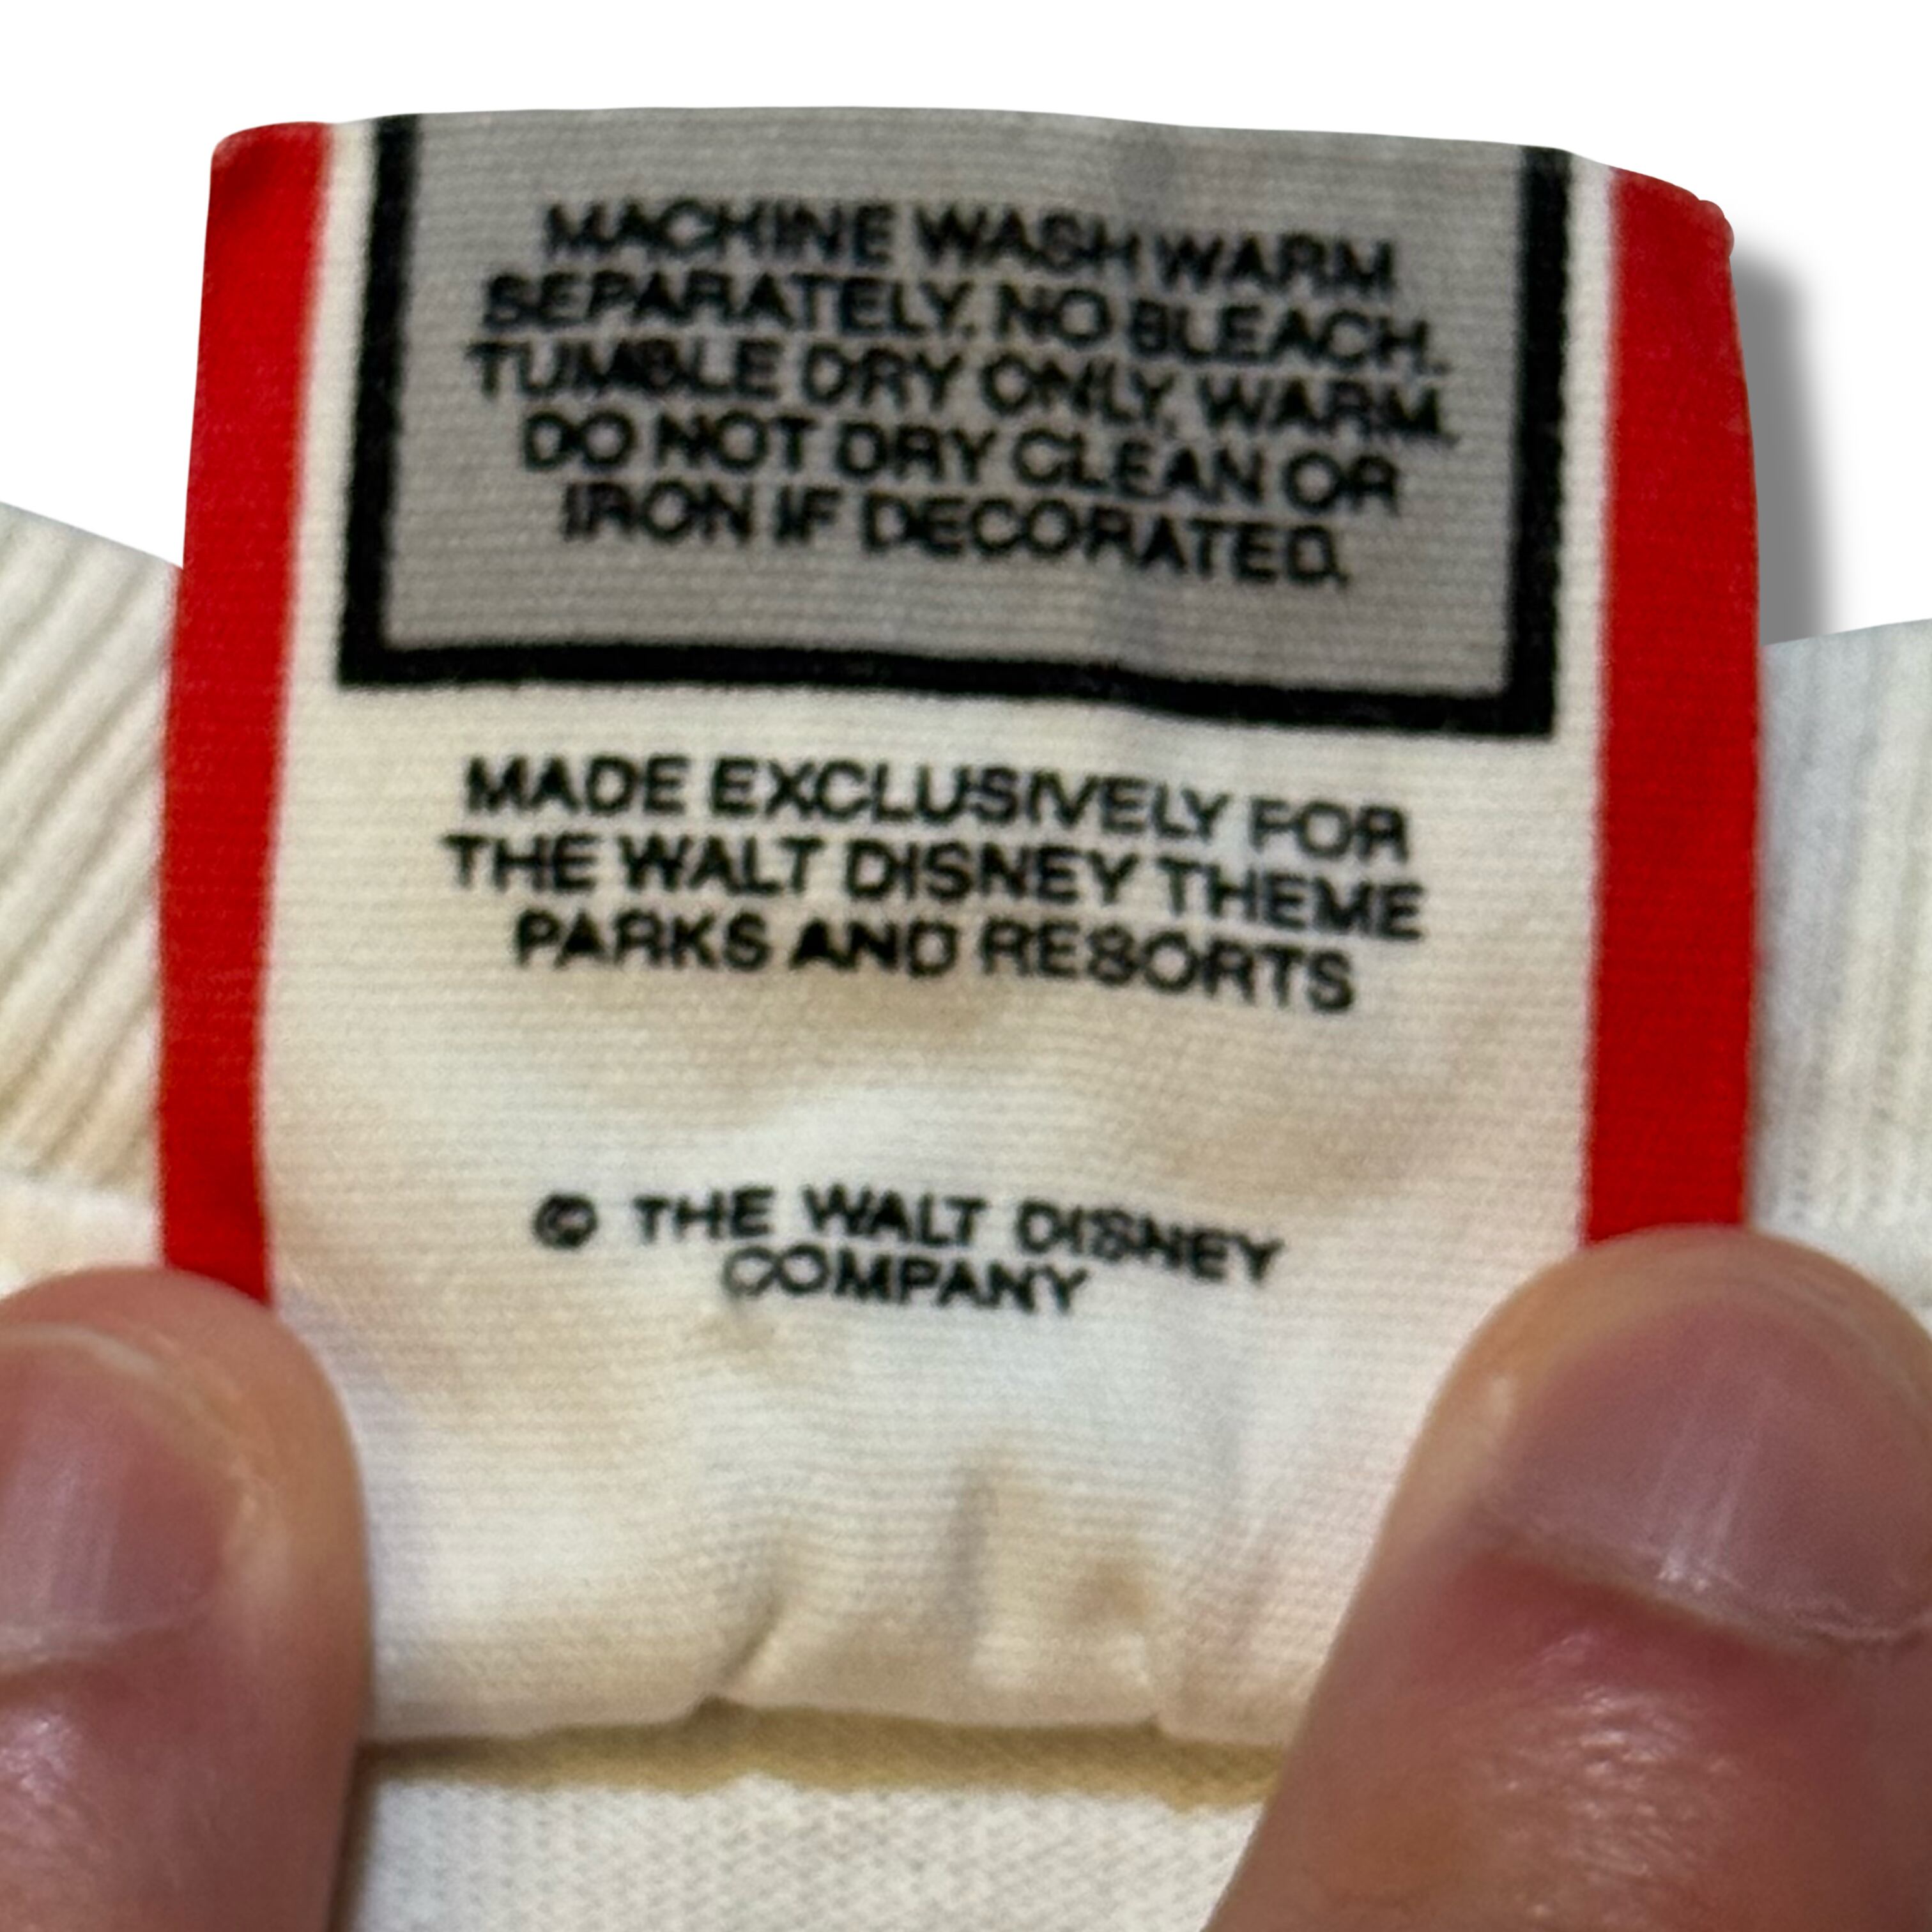 MACHINE WASH WARM
SEPARATELY. NO BLEACH.
TUMBLE DRY ONLY, WARM.
DO NOT DRY CLEAN OR
IRON IF DECORATED.
MADE EXCLUSIVELY FOR
THE WALT DISNEY THEME
PARKS AND RESORTS
© THE WALT DISNEY
COMPANY